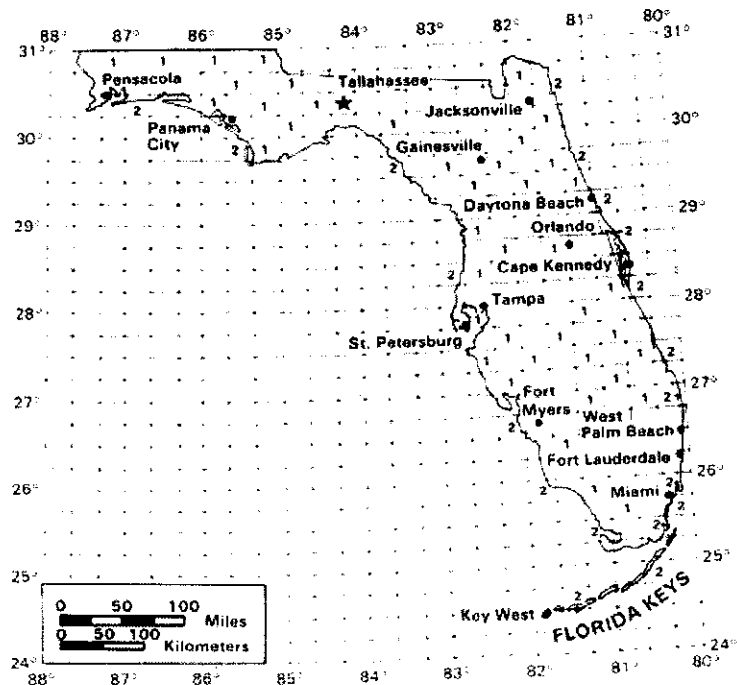 88° 87° 86° 85° 84° 83° 82° 81° 80°
31° 31°
Pensacola
Tallahassee
Jacksonville
30° 30°
Panama
City
Gainesville
Daytona Beach
29° 29°
Orlando
Cape Kennedy
28° 28°
Tampa
St. Petersburg
27° 27°
Fort
Myers
West
Palm Beach
Fort Lauderdale
26° 26°
Miami
25° 25°
Key West
FLORIDA KEYS
0 50 100
Miles
0 50 100
Kilometers
24° 24°
88° 87° 86° 85° 84° 83° 82° 81° 80°